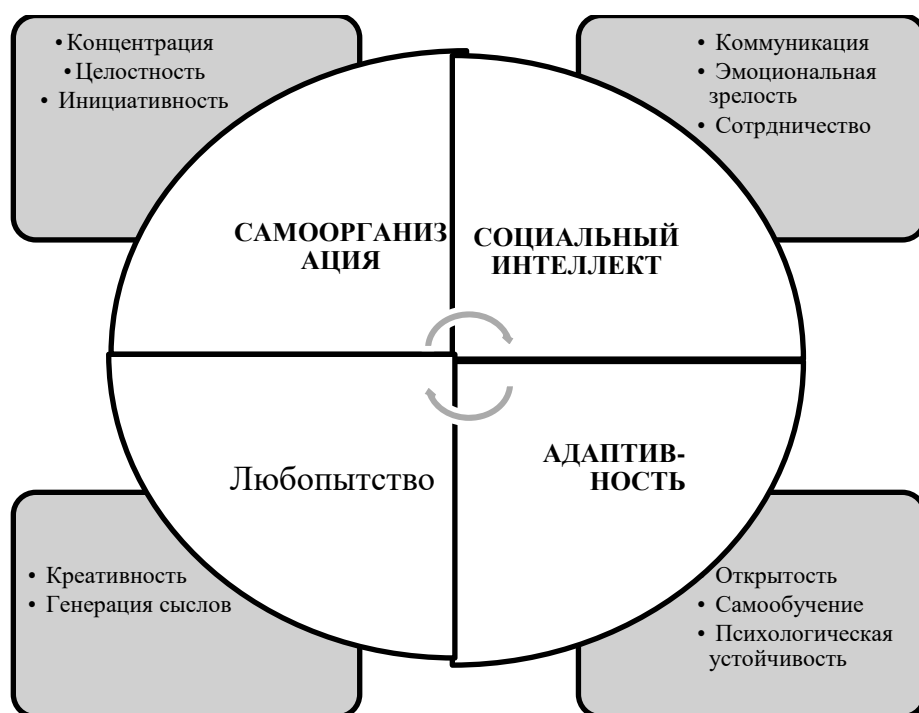 • Концентрация
• Целостность
• Инициативность
• Коммуникация
• Эмоциональная
зрелость
• Сотрдничество
САМООРГАНИЗ
АЦИЯ
СОЦИАЛЬНЫЙ
ИНТЕЛЛЕКТ
Любопытство
АДАПТИВ-
НОСТЬ
• Креативность
• Генерация сыслов
Открытость
• Самообучение
• Психологическая
устойчивость